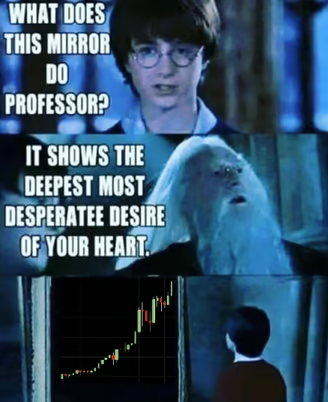 WHAT DOES
THIS MIRROR
DO
PROFESSOR?
IT SHOWS THE
DEEPEST MOST
DESPERATEE DESIRE
OF YOUR HEART.